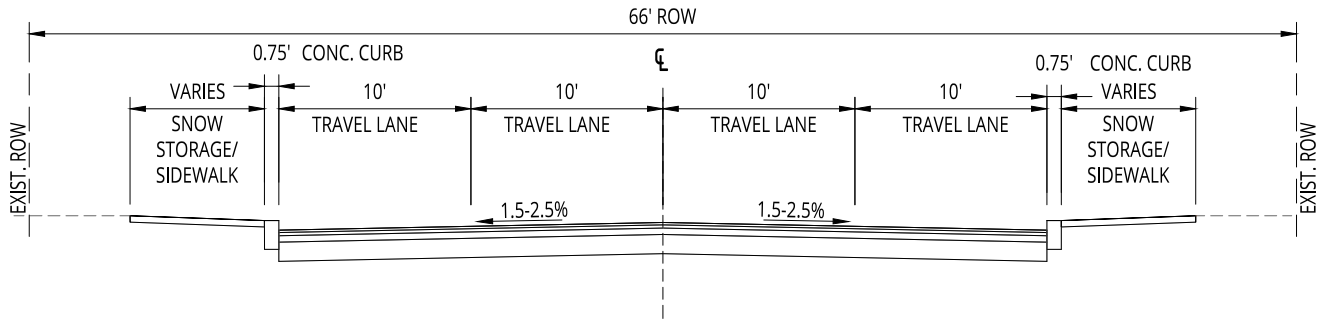 66' ROW
0.75' CONC. CURB
℄
0.75' CONC. CURB
VARIES
10'
10'
10'
10'
VARIES
SNOW
STORAGE/
SIDEWALK
TRAVEL LANE
TRAVEL LANE
TRAVEL LANE
TRAVEL LANE
SNOW
STORAGE/
SIDEWALK
EXIST. ROW
EXIST. ROW
1.5-2.5%
1.5-2.5%